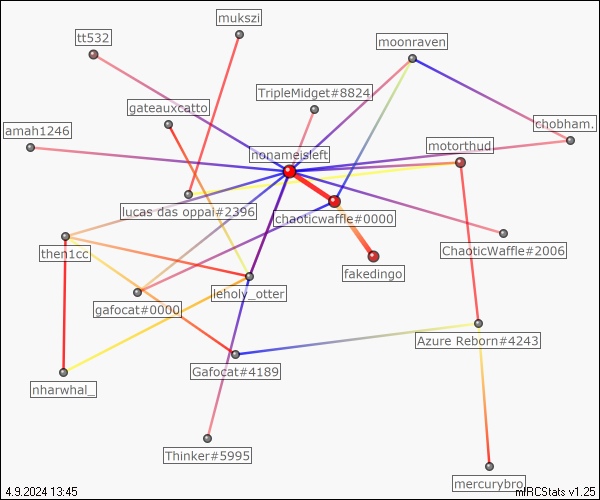 mukszi
tt532
moonraven
TripleMidget#8824
gateauxcatto
chobham.
amah1246
motorthud
nonameisleft
lucas das oppai#2396
chaoticwaffle#0000
then1cc
ChaoticWaffle#2006
fakedingo
leholy_otter
gafocat#0000
Azure Reborn#4243
Gafocat#4189
nharwhal_
Thinker#5995
mercurybro
4.9.2024 13:45
mIRCStats v1.25